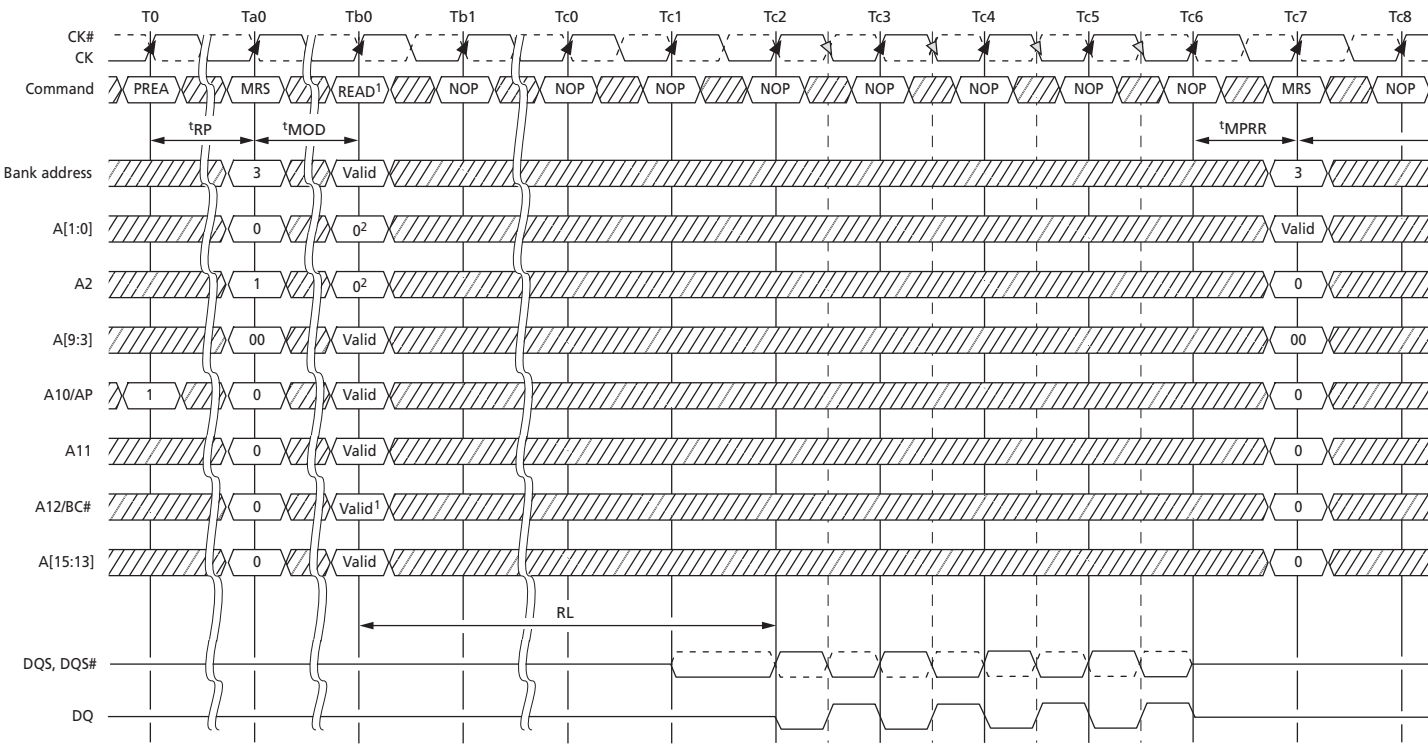 T0 Ta0 Tb0 Tb1 Tc0 Tc1 Tc2 Tc3 Tc4 Tc5 Tc6 Tc7 Tc8
CK#
CK
Command PREA MRS READ1 NOP NOP NOP NOP NOP NOP NOP NOP MRS NOP
tRP tMOD tMPRR
Bank address 3 Valid 3
A[1:0] 0 02 Valid
A2 1 02 0
A[9:3] 00 Valid 00
A10/AP 1 0 Valid 0
A11 0 Valid 0
A12/BC# 0 Valid1 0
A[15:13] 0 Valid 0
RL
DQS, DQS#
DQ